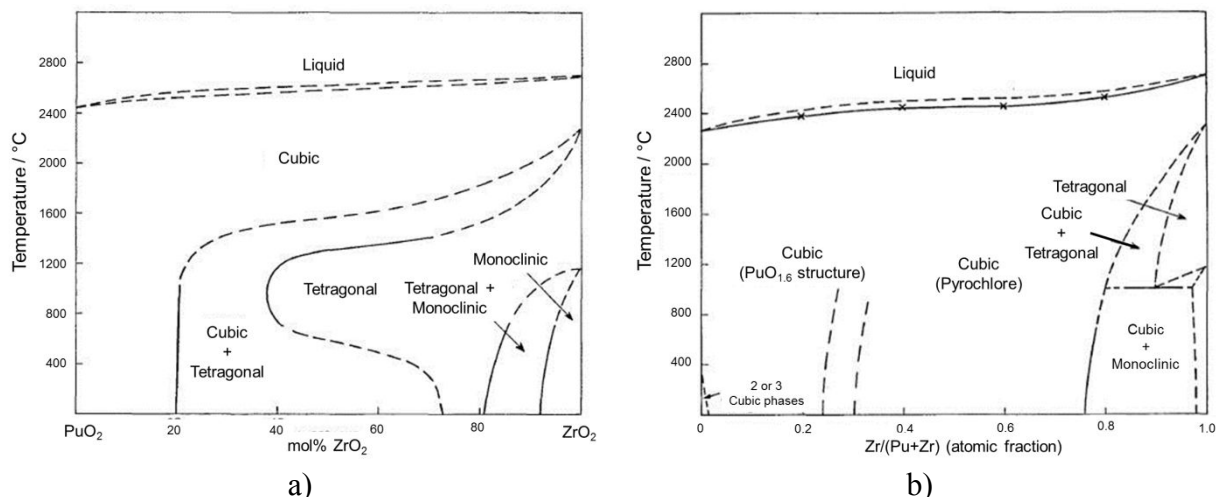 2800
2400
2000
1600
1200
800
400
Temperature / °C
Liquid
Cubic
Monoclinic
Tetragonal
Tetragonal +
Monoclinic
Cubic
+
Tetragonal
PuO₂
20
40
60
80
ZrO₂
mol% ZrO₂
a)
2800
2400
2000
1600
1200
800
400
Temperature / °C
Liquid
Tetragonal
Cubic
+
Tetragonal
Cubic
(PuO₁.₆ structure)
Cubic
(Pyrochlore)
Cubic
+
Monoclinic
2 or 3
Cubic phases
0
0.2
0.4
0.6
0.8
1.0
Zr/(Pu+Zr) (atomic fraction)
b)